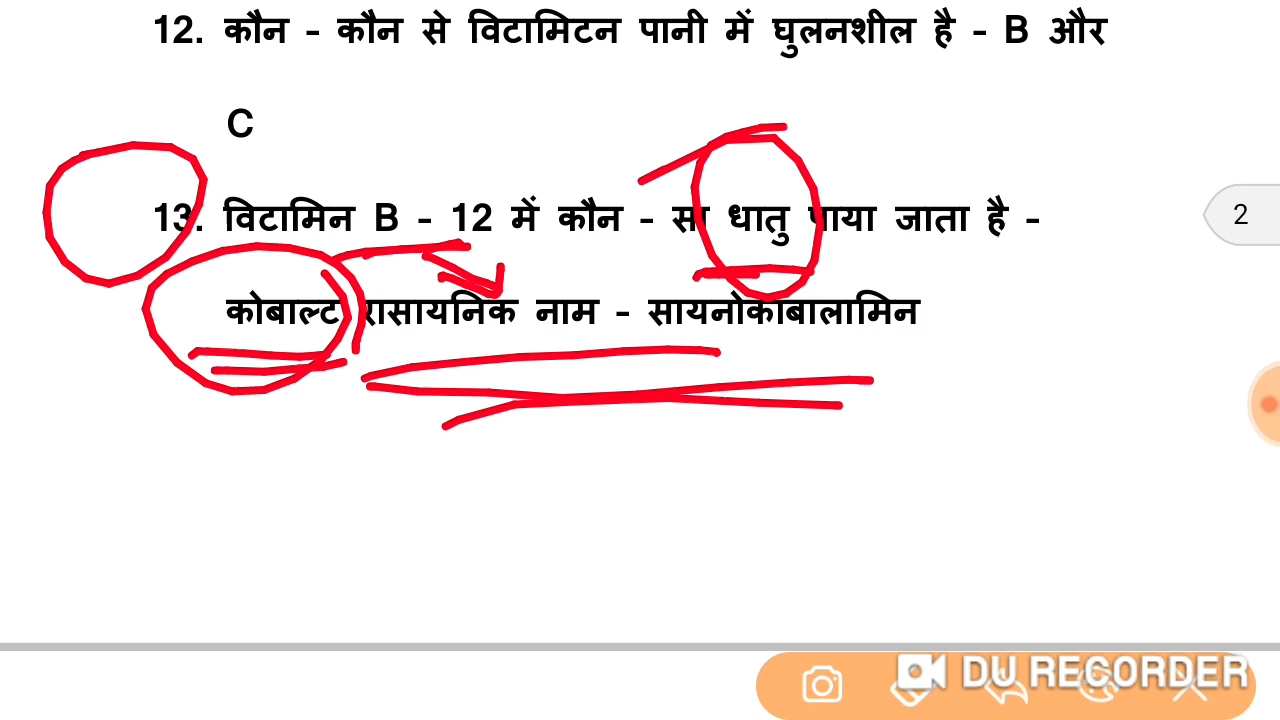 12. कौन - कौन से विटामिटन पानी में घुलनशील है - B और
C
13. विटामिन B - 12 में कौन - सा धातु पाया जाता है -
2
कोबाल्ट रासायनिक नाम - सायनोकाबालामिन
DU RECORDER